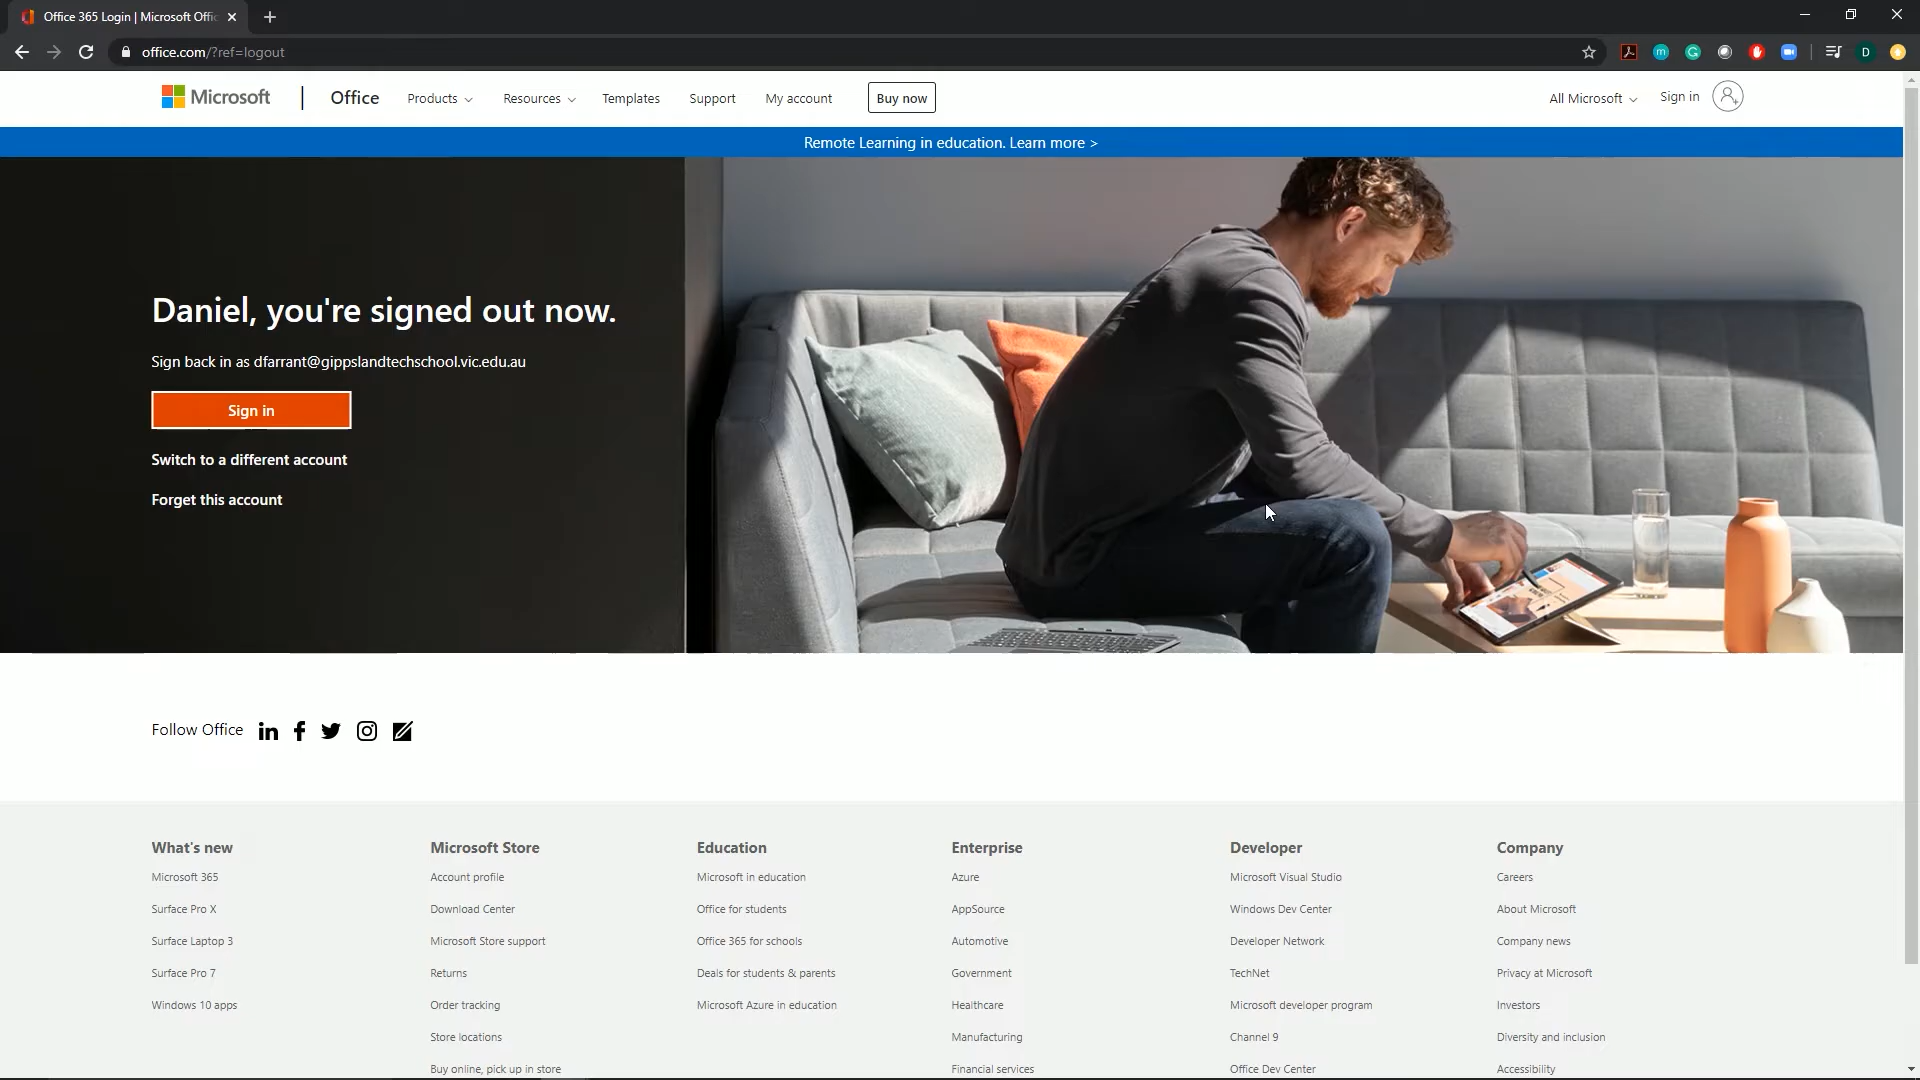 Office 365 Login | Microsoft Offic
office.com/?ref=logout
Microsoft
Office
Products
Resources
Templates
Support
My account
Buy now
All Microsoft
Sign in
Remote Learning in education. Learn more >
Daniel, you're signed out now.
Sign back in as dfarrant@gippslandtechschool.vic.edu.au
Sign in
Switch to a different account
Forget this account
Follow Office
What's new
Microsoft 365
Surface Pro X
Surface Laptop 3
Surface Pro 7
Windows 10 apps
Microsoft Store
Account profile
Download Center
Microsoft Store support
Returns
Order tracking
Store locations
Buy online, pick up in store
Education
Microsoft in education
Office for students
Office 365 for schools
Deals for students & parents
Microsoft Azure in education
Enterprise
Azure
AppSource
Automotive
Government
Healthcare
Manufacturing
Financial services
Developer
Microsoft Visual Studio
Windows Dev Center
Developer Network
TechNet
Microsoft developer program
Channel 9
Office Dev Center
Company
Careers
About Microsoft
Company news
Privacy at Microsoft
Investors
Diversity and inclusion
Accessibility